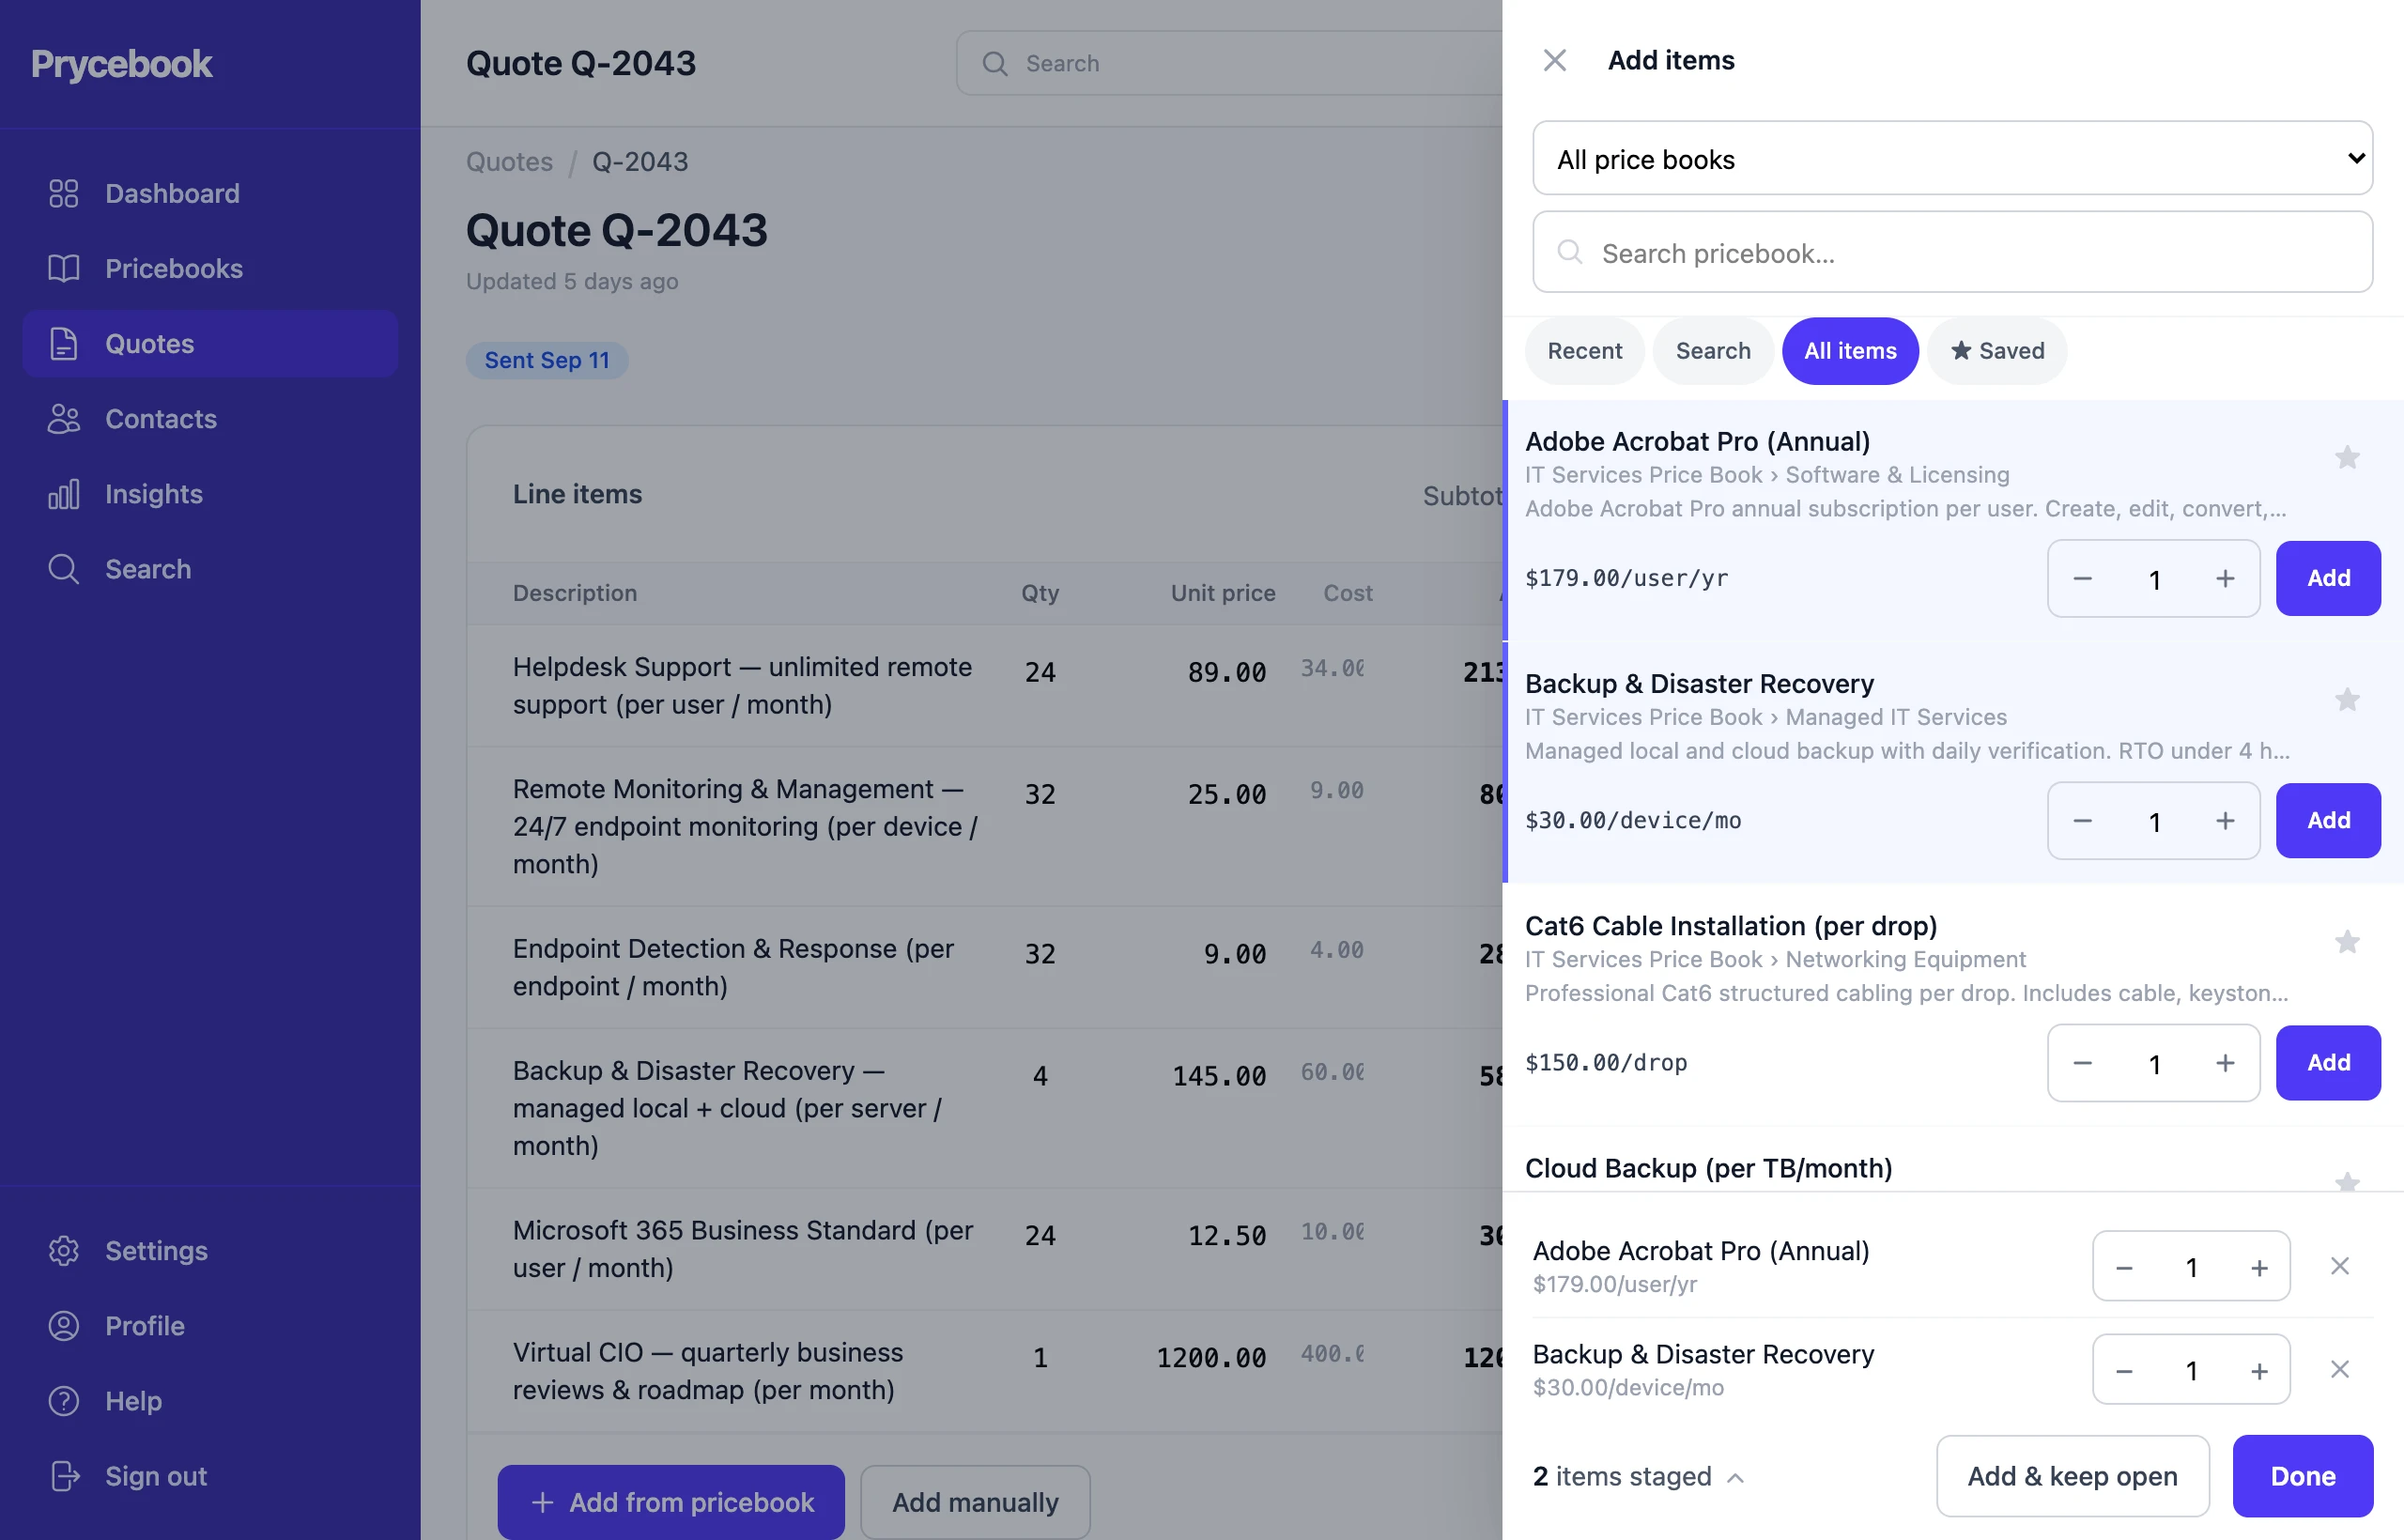 Prycebook
Dashboard
Pricebooks
Quotes
Contacts
Insights
Search
Settings
Profile
Help
Sign out
Quote Q-2043
Search
Quotes / Q-2043
Quote Q-2043
Updated 5 days ago
Sent Sep 11
Line items
Description Qty Unit price Cost
Helpdesk Support — unlimited remote
support (per user / month)
24 89.00 34.00
Remote Monitoring & Management —
24/7 endpoint monitoring (per device /
month)
32 25.00 9.00
Endpoint Detection & Response (per
endpoint / month)
32 9.00 4.00
Backup & Disaster Recovery —
managed local + cloud (per server /
month)
4 145.00 60.00
Microsoft 365 Business Standard (per
user / month)
24 12.50 10.00
Virtual CIO — quarterly business
reviews & roadmap (per month)
1 1200.00
+ Add from pricebook
Add manually
Add items
All price books
Search pricebook...
Recent
Search
All items
★ Saved
Adobe Acrobat Pro (Annual)
IT Services Price Book › Software & Licensing
Adobe Acrobat Pro annual subscription per user. Create, edit, convert,...
$179.00/user/yr
− 1 + Add
Backup & Disaster Recovery
IT Services Price Book › Managed IT Services
Managed local and cloud backup with daily verification. RTO under 4 h...
$30.00/device/mo
− 1 + Add
Cat6 Cable Installation (per drop)
IT Services Price Book › Networking Equipment
Professional Cat6 structured cabling per drop. Includes cable, keyston...
$150.00/drop
− 1 + Add
Cloud Backup (per TB/month)
Adobe Acrobat Pro (Annual)
$179.00/user/yr
− 1 +
Backup & Disaster Recovery
$30.00/device/mo
− 1 +
2 items staged
Add & keep open
Done